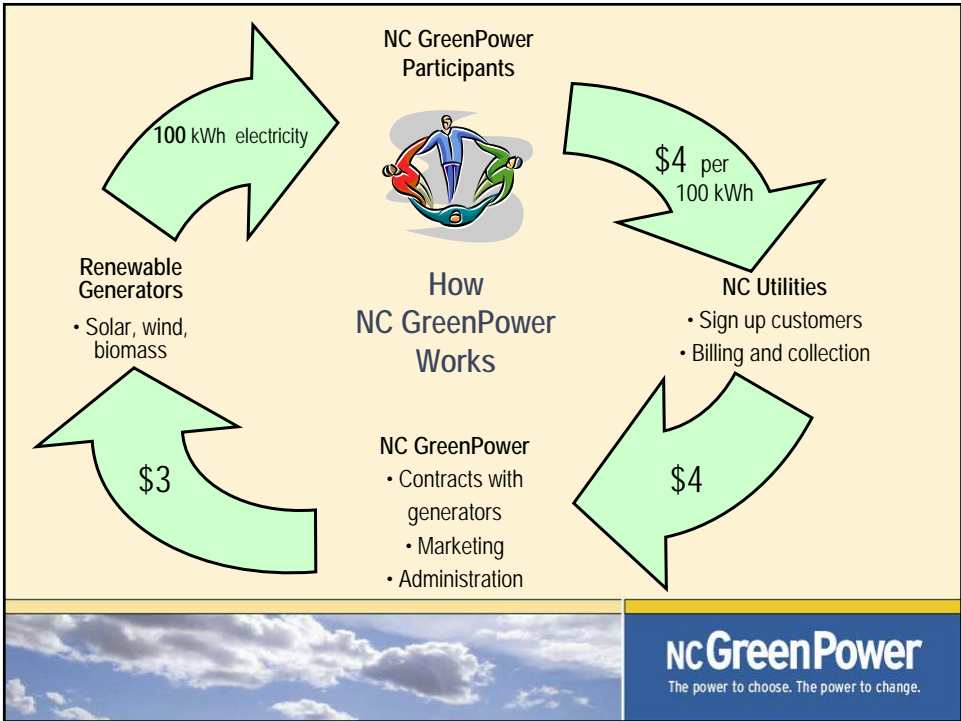 NC GreenPower
Participants
100 kWh electricity
$4 per
100 kWh
Renewable
Generators
• Solar, wind,
biomass
How
NC GreenPower
Works
NC Utilities
• Sign up customers
• Billing and collection
$3
NC GreenPower
• Contracts with
generators
• Marketing
• Administration
$4
NC GreenPower
The power to choose. The power to change.